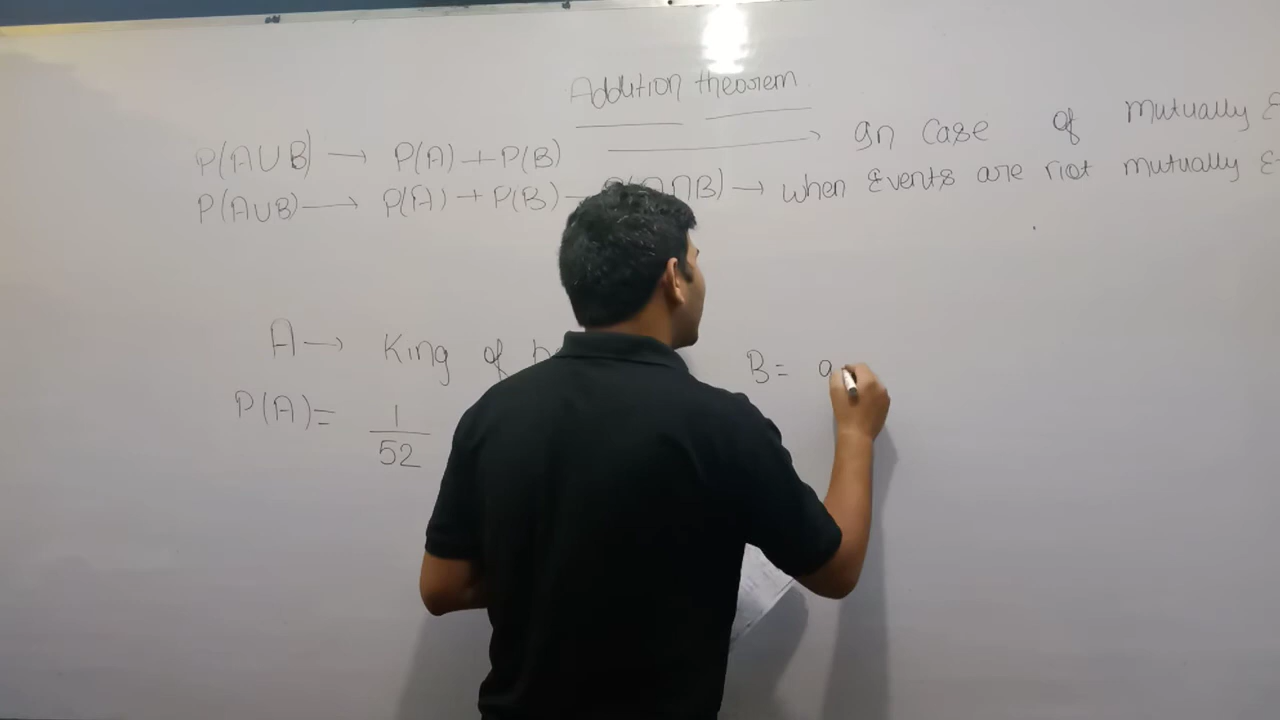 Addition theorem
P(A∪B) → P(A)+P(B) → In Case of Mutually
P(A∪B) → P(A)+P(B) - P(A∩B) → when Events are not mutually
A → King of
B =
P(A) = 1/52